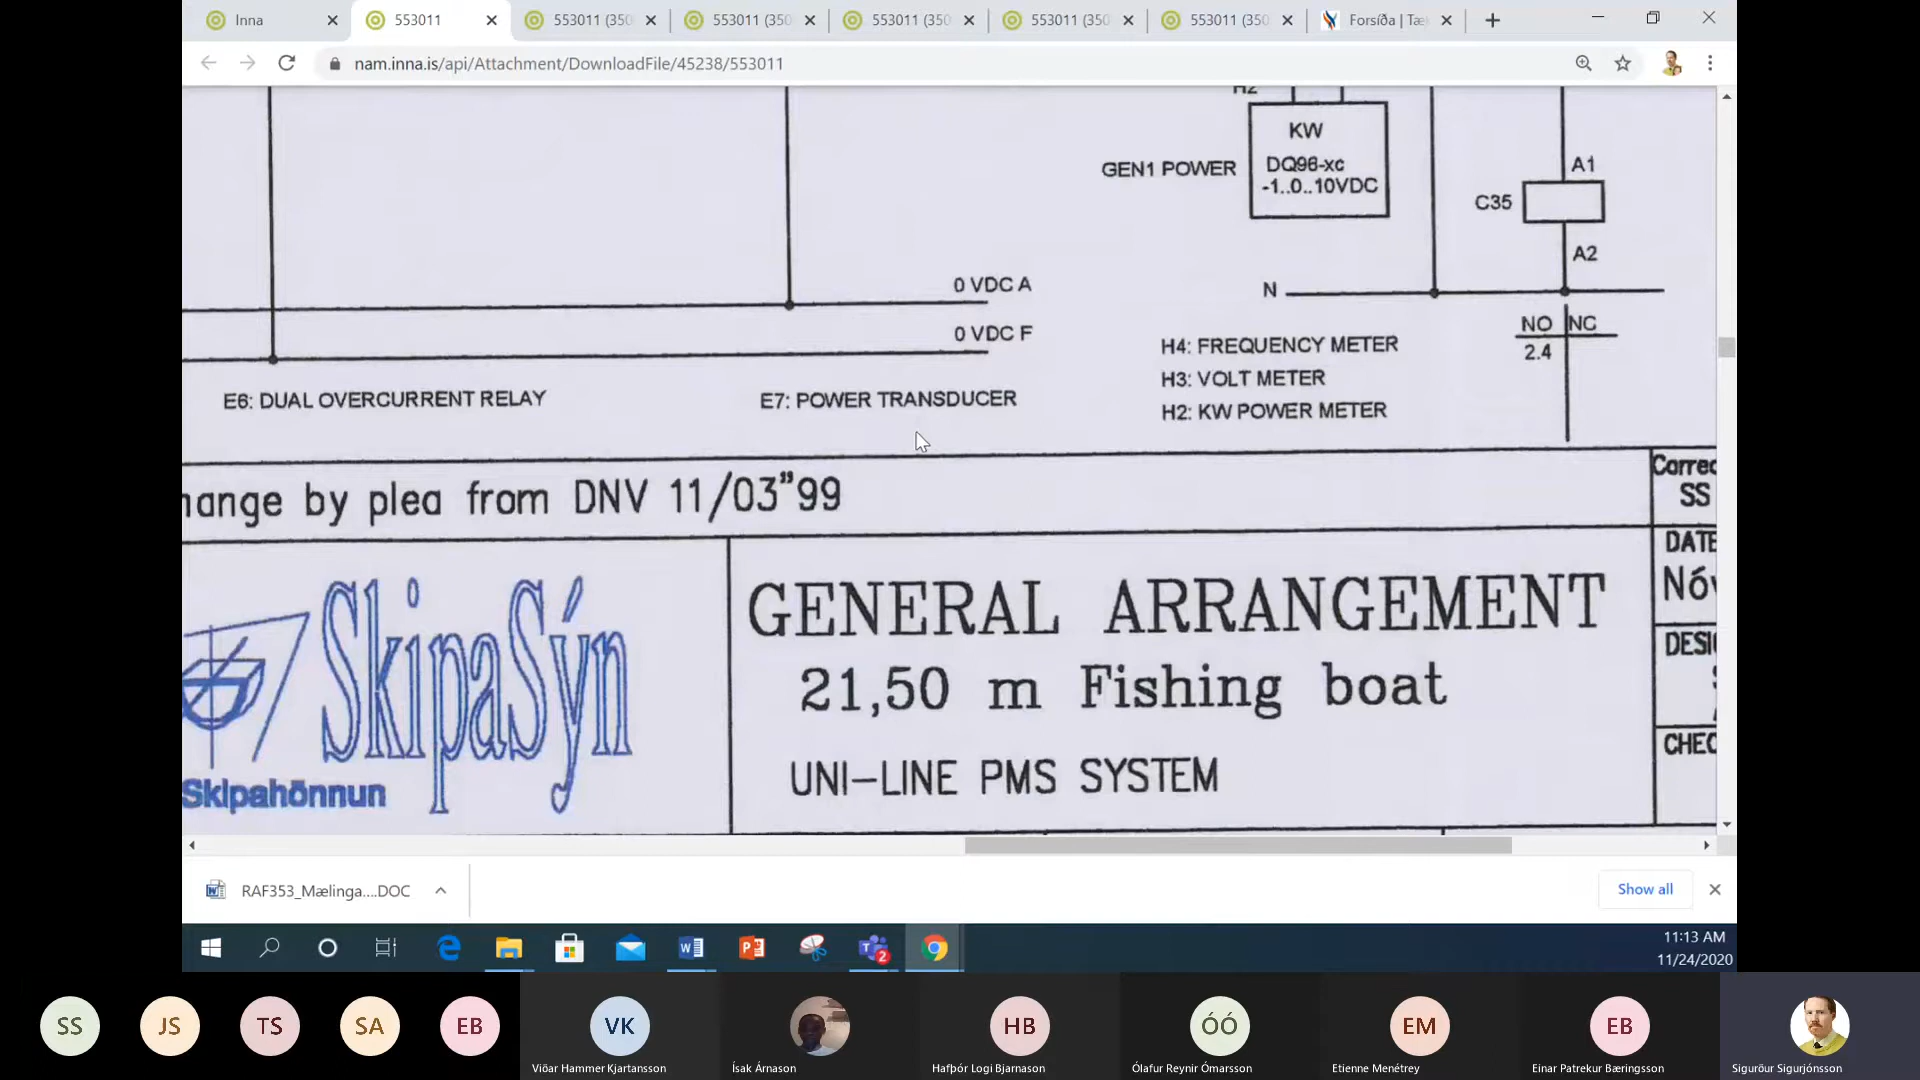 Inna
553011
553011 (350
553011 (350
553011 (350
553011 (350
553011 (350
Forsíða | Tæk
nam.inna.is/api/Attachment/DownloadFile/45238/553011
H2
KW
DQ96-xc
-1..0..10VDC
GEN1 POWER
A1
C35
A2
0 VDC A
N
0 VDC F
NO NC
2.4
H4: FREQUENCY METER
H3: VOLT METER
H2: KW POWER METER
E6: DUAL OVERCURRENT RELAY
E7: POWER TRANSDUCER
hange by plea from DNV 11/03"99
Correc
SS
DATE
Nóv
DESI
CHEC
SkipaSýn
Skipahönnun
GENERAL ARRANGEMENT
21,50 m Fishing boat
UNI-LINE PMS SYSTEM
RAF353_Mælinga....DOC
Show all
2
11:13 AM
11/24/2020
SS
JS
TS
SA
EB
VK
HB
ÓÓ
EM
EB
Viðar Hammer Kjartansson
Ísak Árnason
Hafþór Logi Bjarnason
Ólafur Reynir Ómarsson
Etienne Menétrey
Einar Patrekur Bæringsson
Sigurður Sigurjónsson